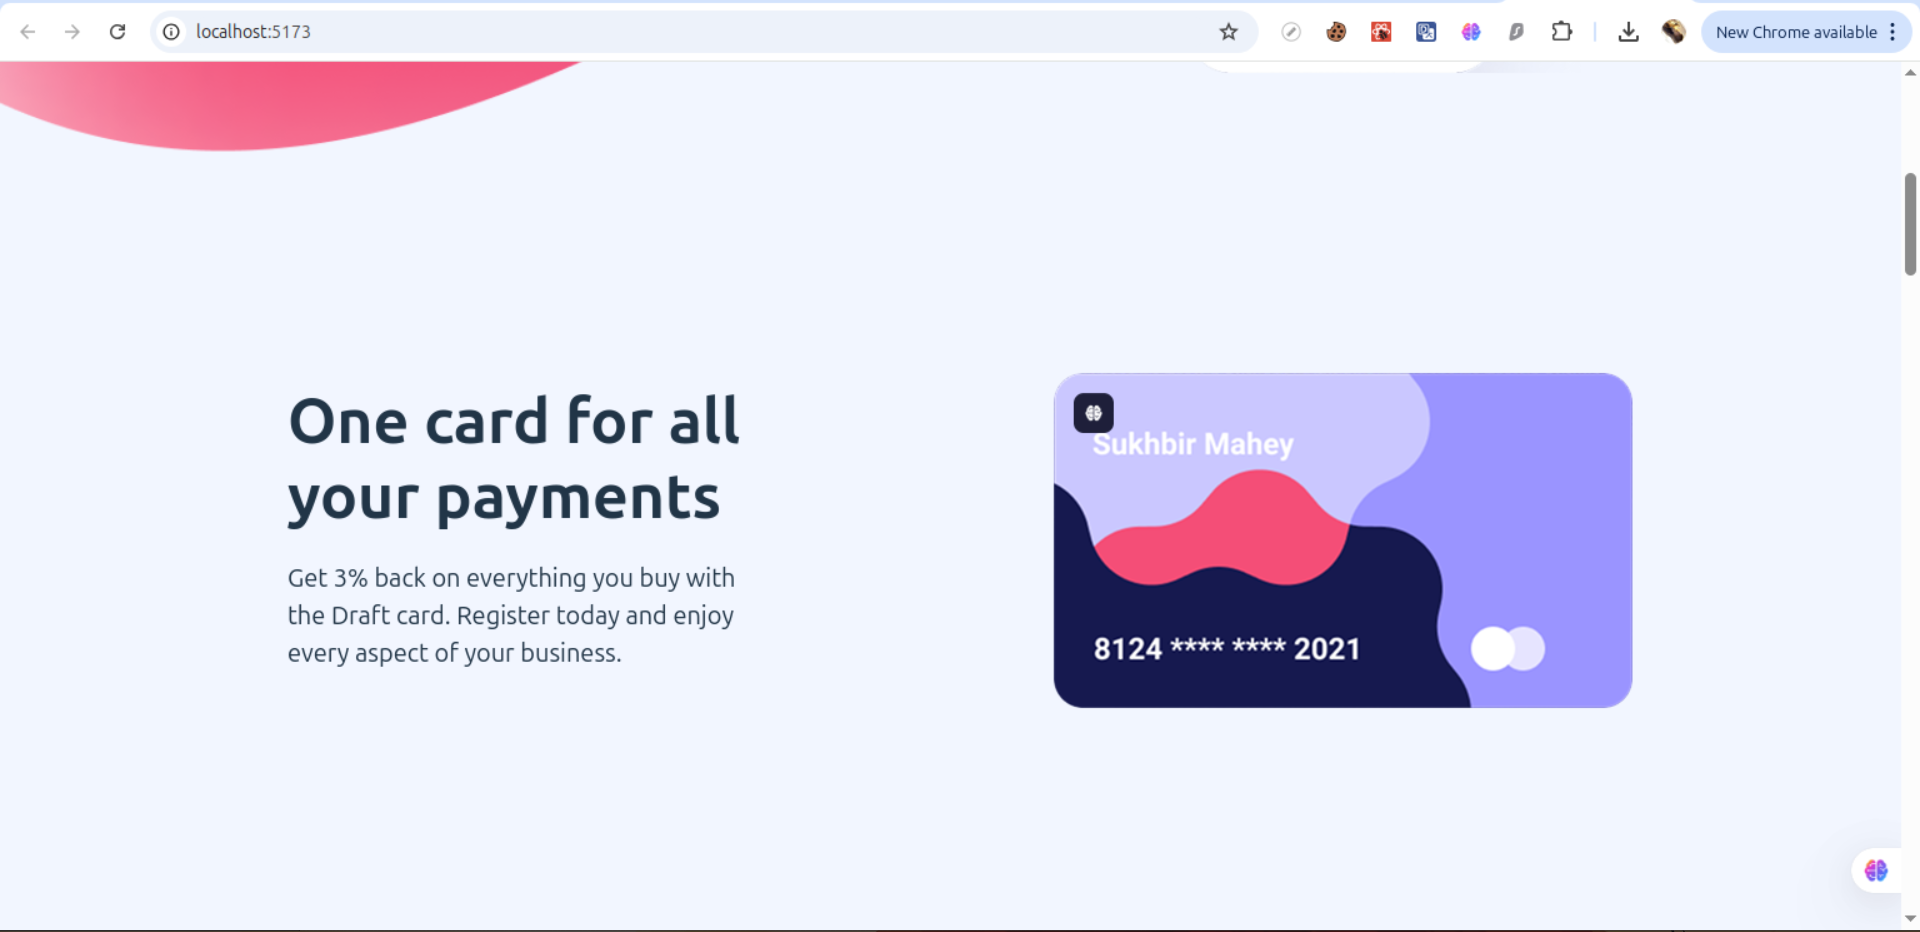 localhost:5173
New Chrome available
One card for all
your payments
Get 3% back on everything you buy with
the Draft card. Register today and enjoy
every aspect of your business.
Sukhbir Mahey
8124 **** **** 2021